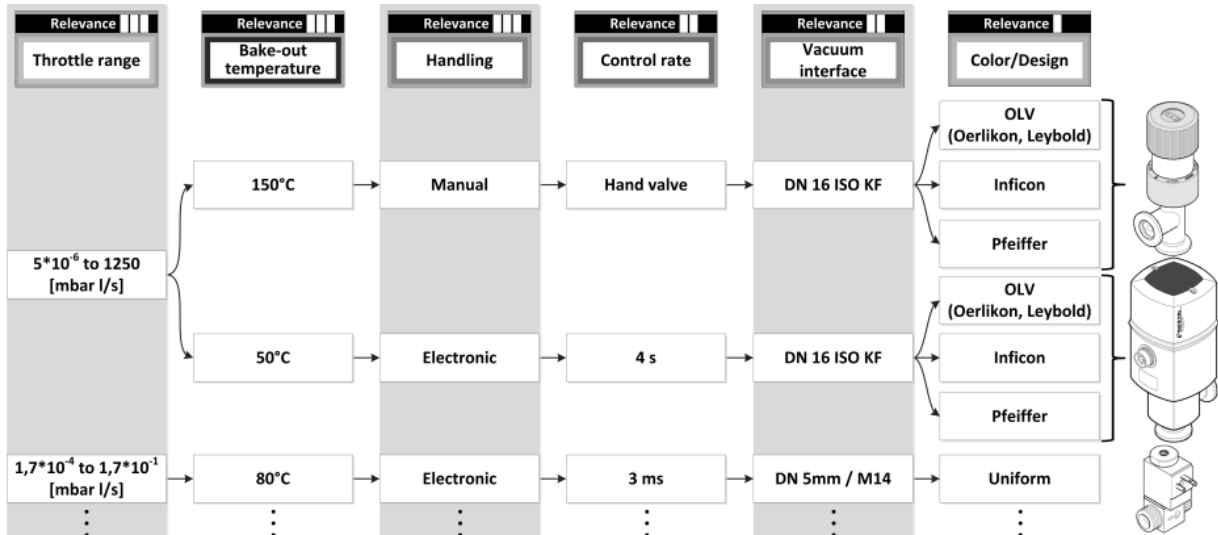 Relevance
Throttle range
Relevance
Bake-out
temperature
Relevance
Handling
Relevance
Control rate
Relevance
Vacuum
interface
Relevance
Color/Design
5*10⁻⁶ to 1250
[mbar l/s]
150°C
Manual
Hand valve
DN 16 ISO KF
OLV
(Oerlikon, Leybold)
Inficon
Pfeiffer
50°C
Electronic
4 s
DN 16 ISO KF
OLV
(Oerlikon, Leybold)
Inficon
Pfeiffer
1,7*10⁻⁴ to 1,7*10⁻¹
[mbar l/s]
80°C
Electronic
3 ms
DN 5mm / M14
Uniform